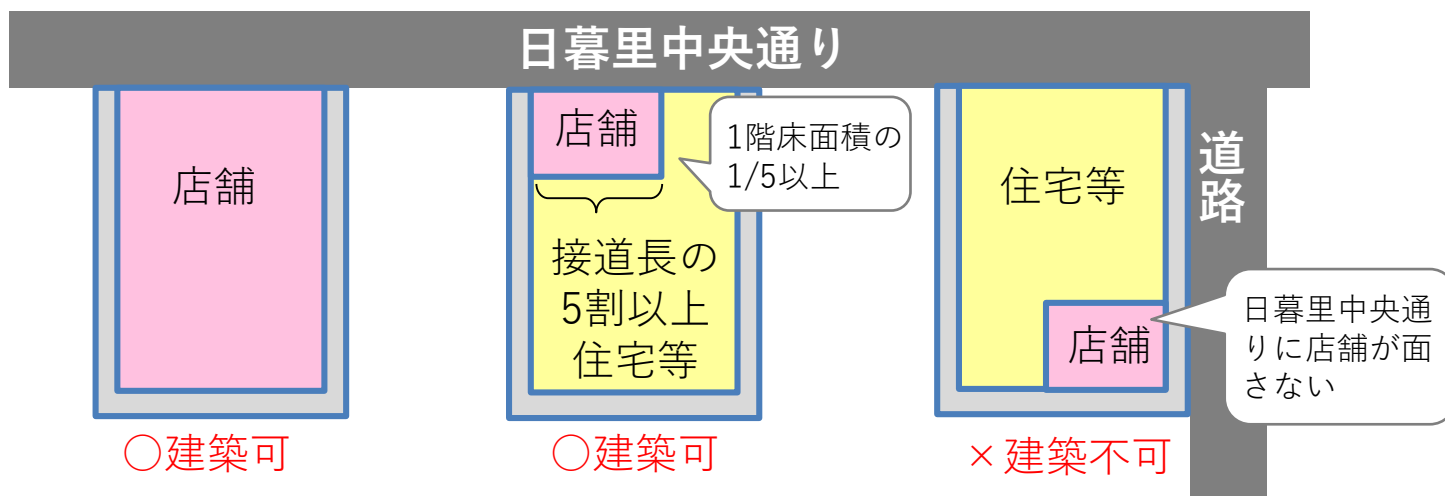 日暮里中央通り
店舗
○建築可
店舗
1階床面積の
1/5以上
接道長の
5割以上
住宅等
○建築可
住宅等
店舗
×建築不可
道路
日暮里中央通
りに店舗が面
さない